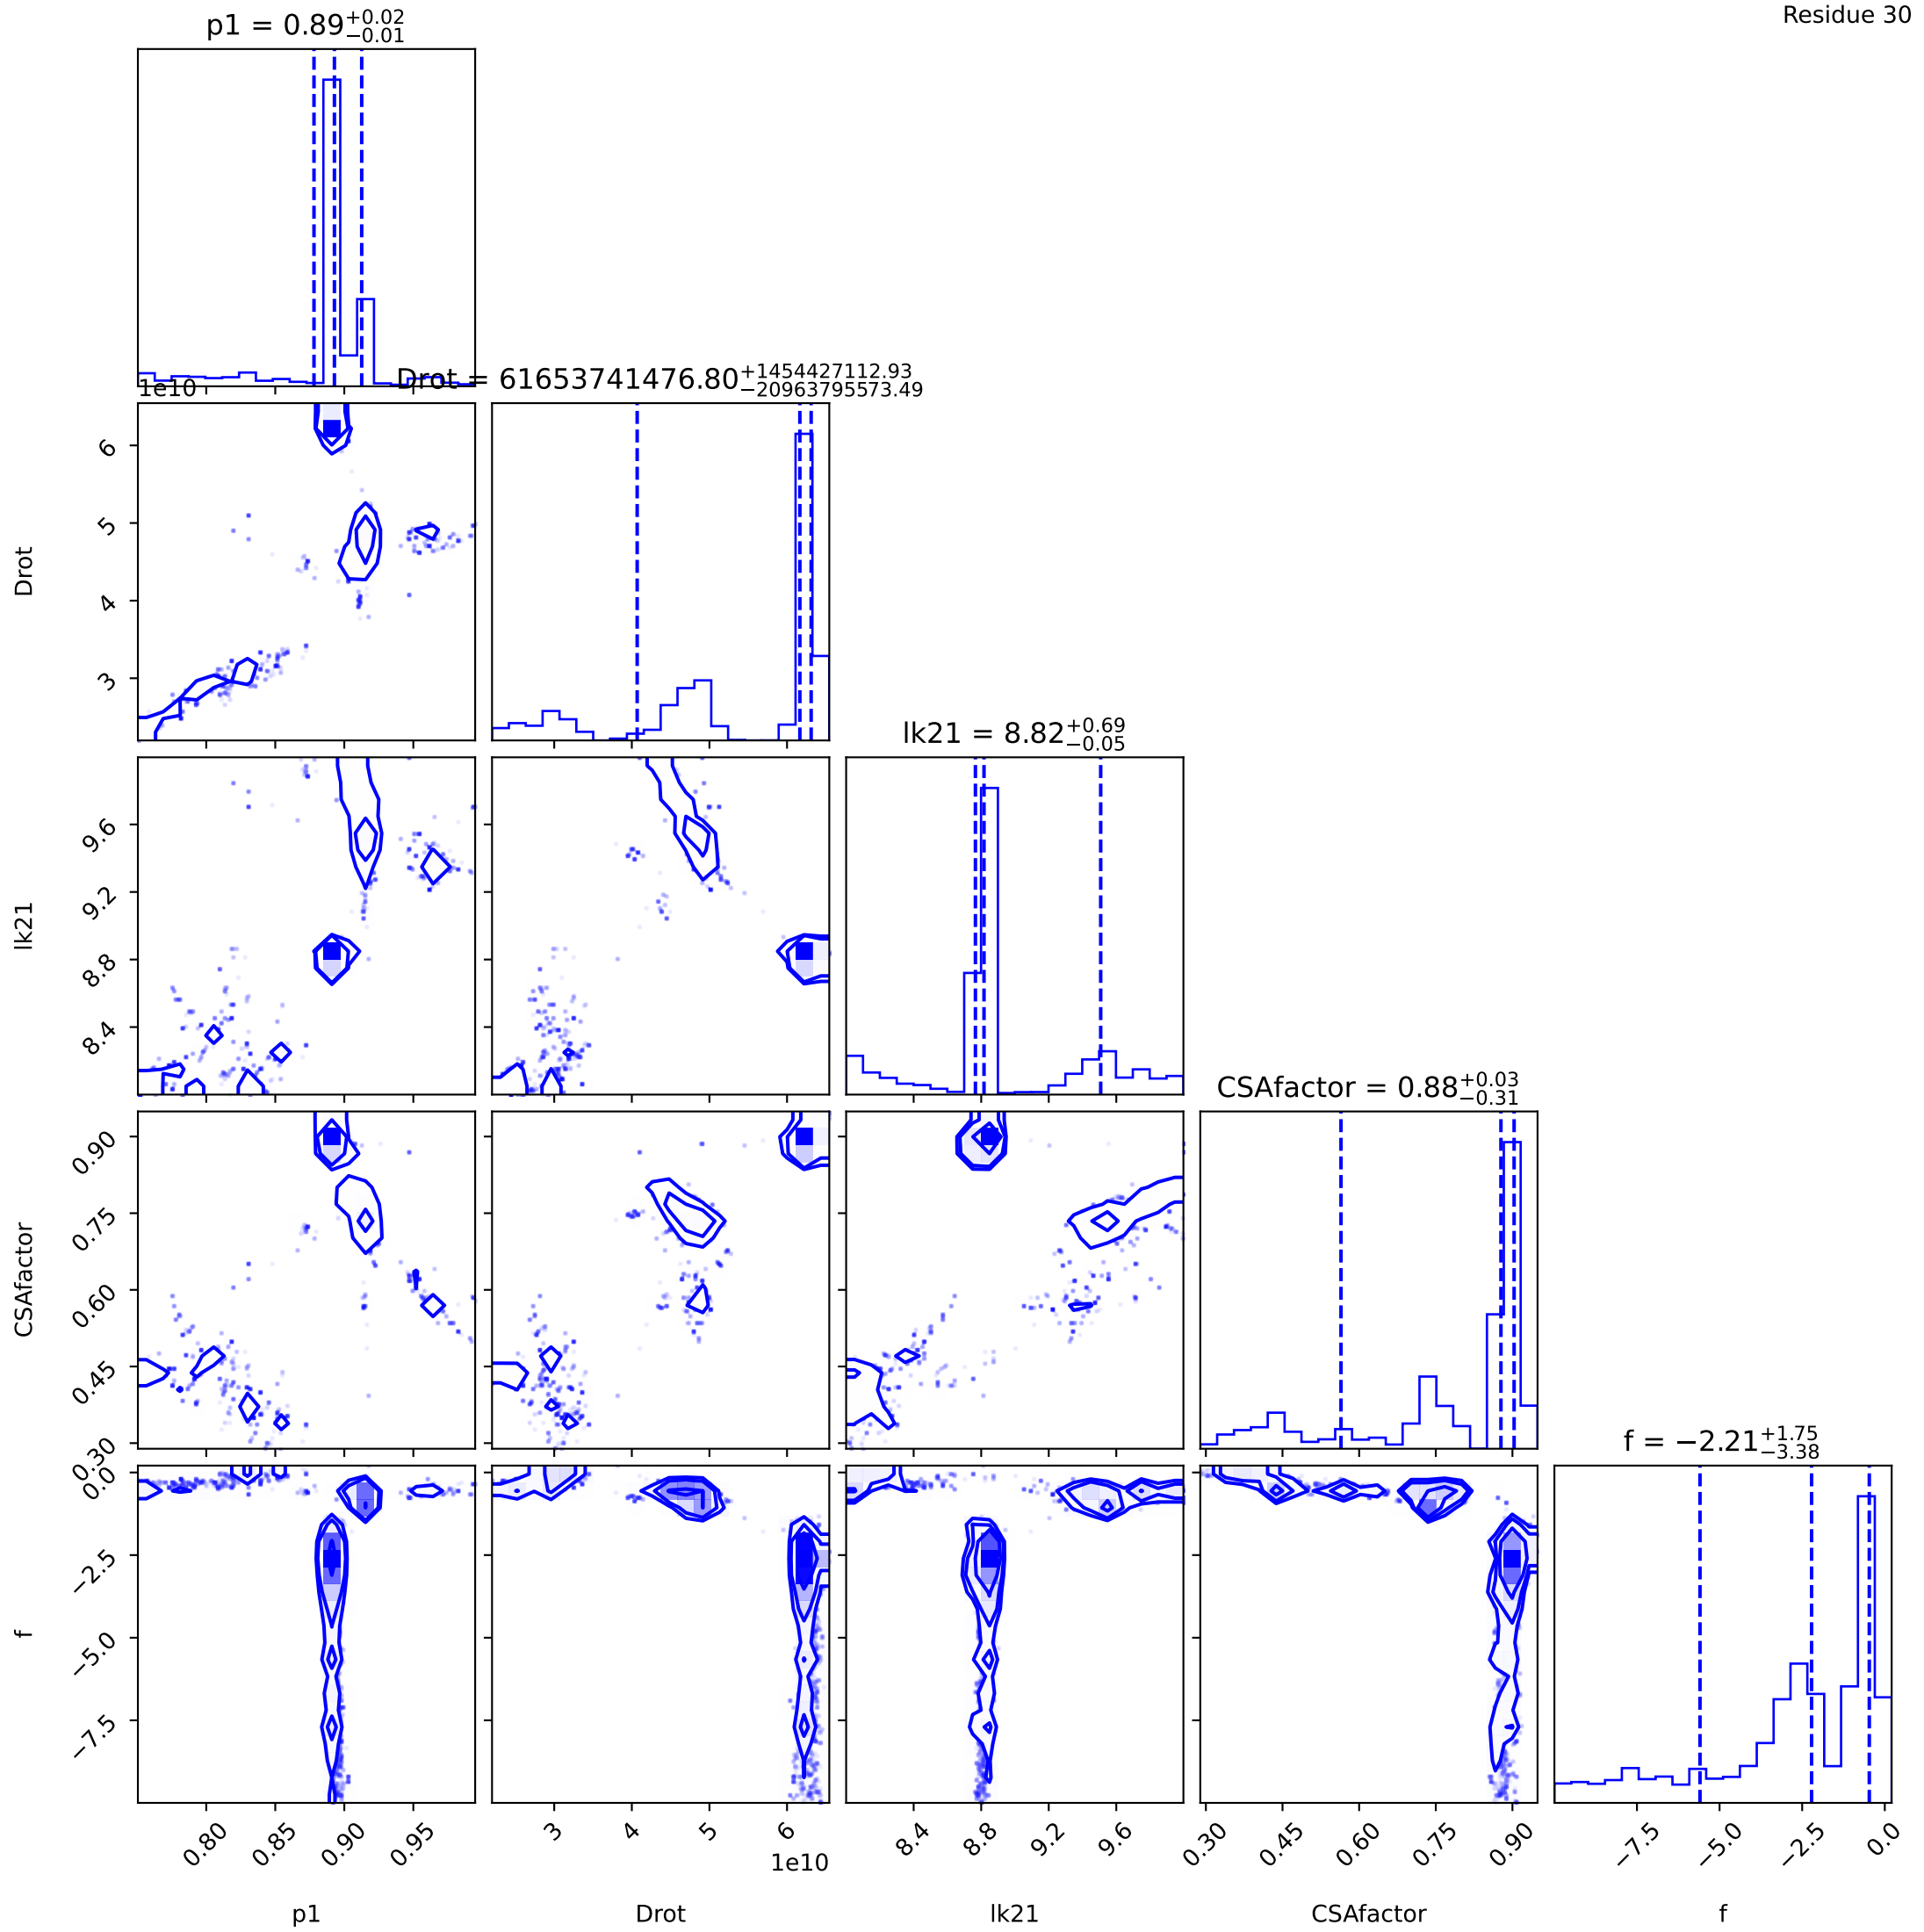 Residue 30
p1 = 0.89 +0.02 −0.01
1e10
Drot = 61653741476.80 +1454427112.93 −20963795573.49
6
5
4
3
Drot
lk21 = 8.82 +0.69 −0.05
9.6
9.2
8.8
8.4
lk21
CSAfactor = 0.88 +0.03 −0.31
0.90
0.75
0.60
0.45
0.30
CSAfactor
f = −2.21 +1.75 −3.38
0.0
−2.5
−5.0
−7.5
f
0.80 0.85 0.90 0.95
3 4 5 6
1e10
8.4 8.8 9.2 9.6
0.30 0.45 0.60 0.75 0.90
−7.5 −5.0 −2.5 0.0
p1 Drot lk21 CSAfactor f